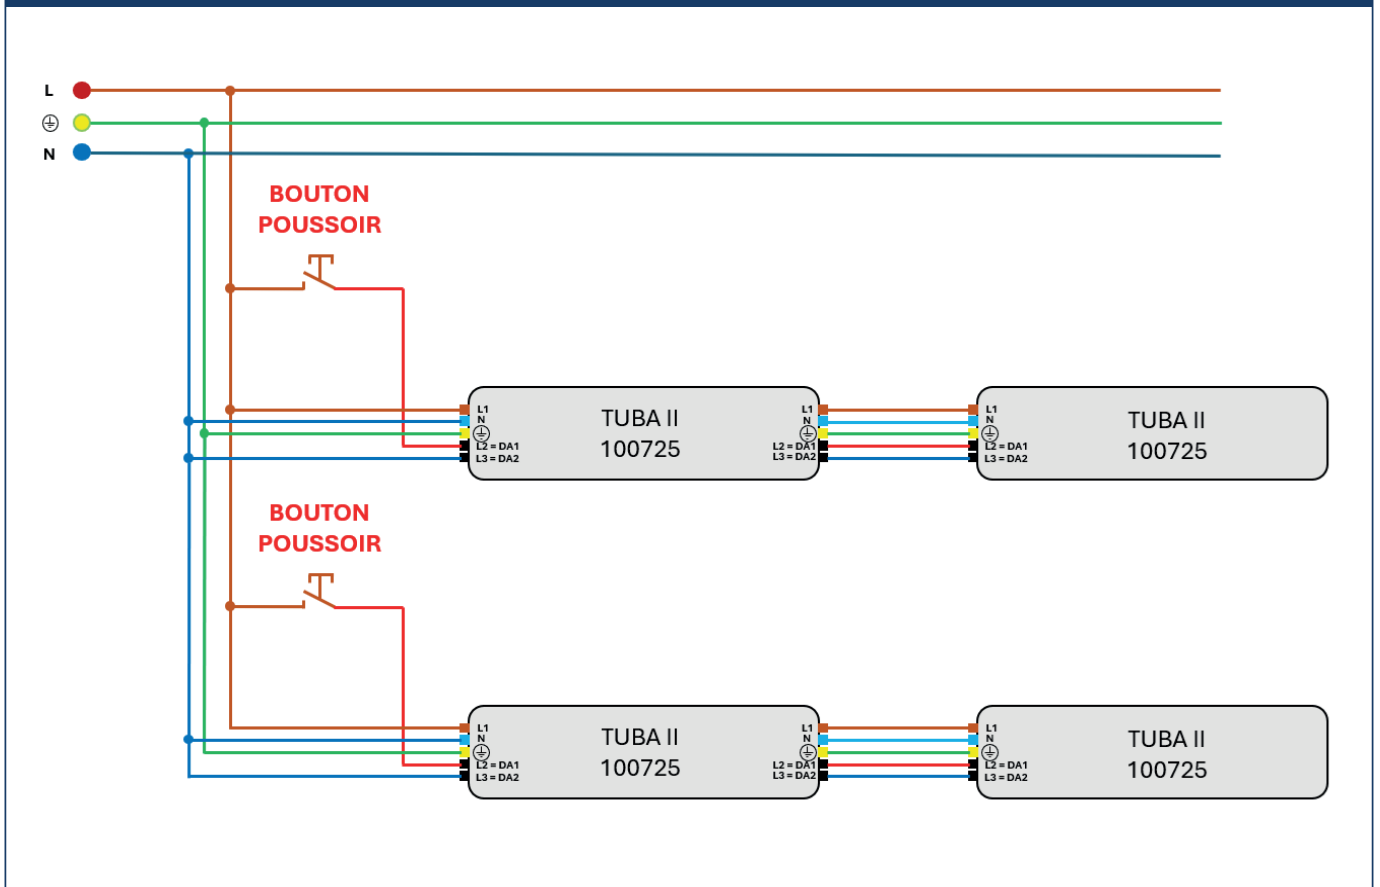 L
N
BOUTON
POUSSOIR
L1
N
L2 = DA1
L3 = DA2
TUBA II
100725
L1
N
L2 = DA1
L3 = DA2
L1
N
L2 = DA1
L3 = DA2
TUBA II
100725
BOUTON
POUSSOIR
L1
N
L2 = DA1
L3 = DA2
TUBA II
100725
L1
N
L2 = DA1
L3 = DA2
L1
N
L2 = DA1
L3 = DA2
TUBA II
100725